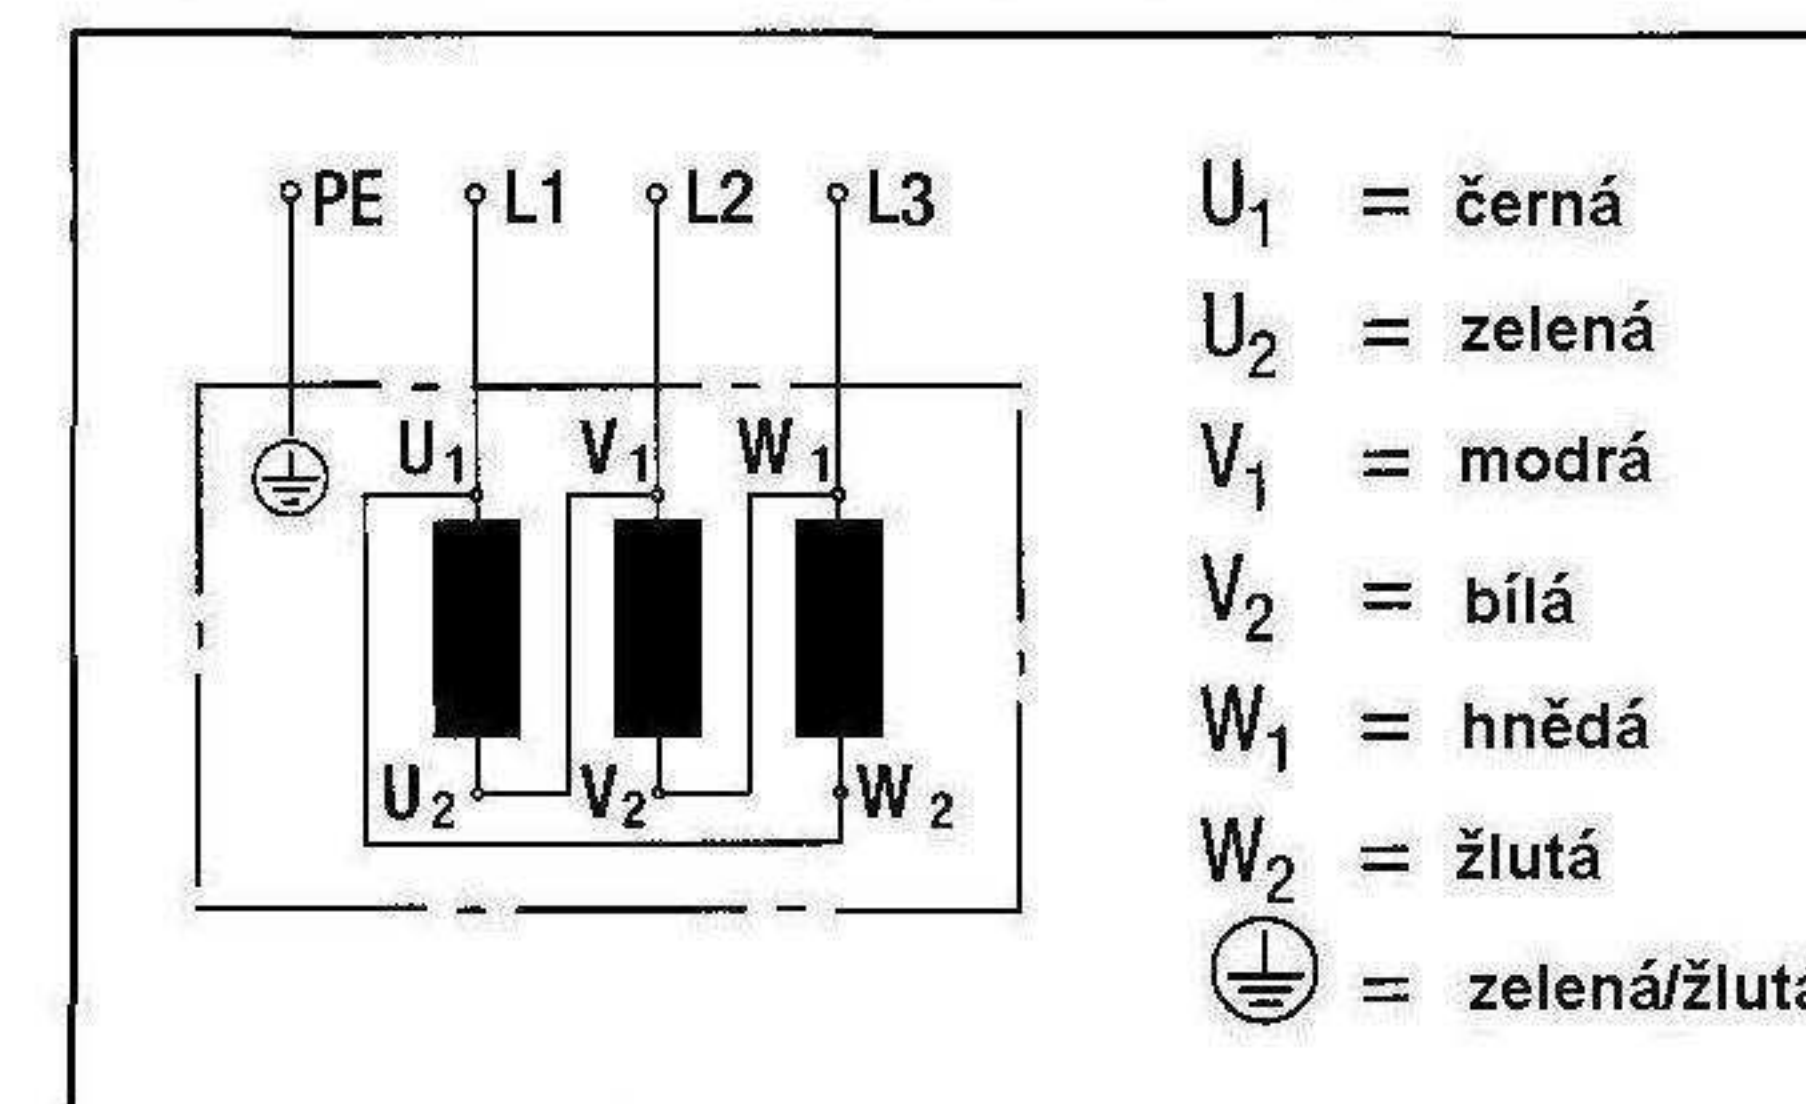 PE L1 L2 L3
U1 V1 W1
U2 V2 W2
U1 = černá
U2 = zelená
V1 = modrá
V2 = bílá
W1 = hnědá
W2 = žlutá
= zelená/žlutá